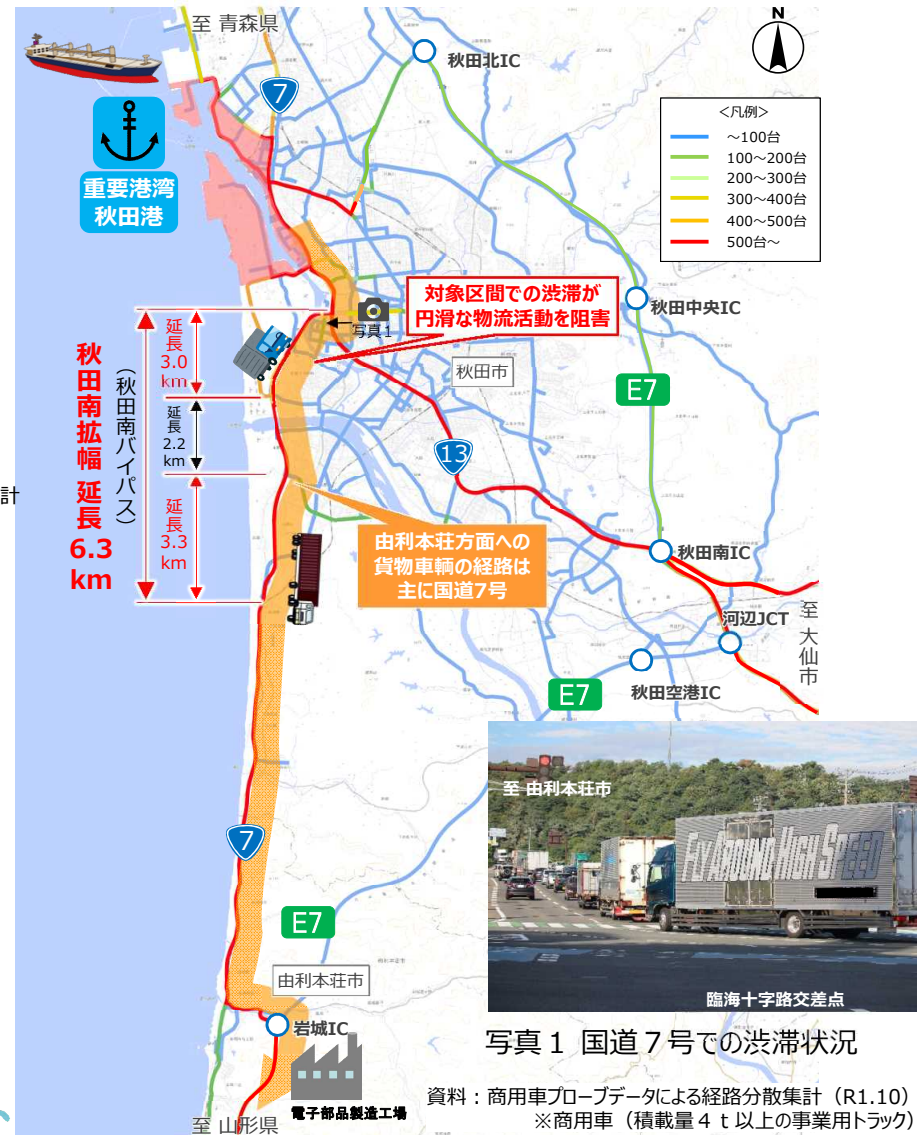 至 青森県
N
秋田北IC
7
重要港湾
秋田港
<凡例>
～100台
100～200台
200～300台
300～400台
400～500台
500台～
対象区間での渋滞が
円滑な物流活動を阻害
写真1
秋田中央IC
秋田市
E7
秋田南拡幅 延長
6.3
km
（秋田南バイパス）
延長
3.0
km
延長
2.2
km
延長
3.3
km
計
13
由利本荘方面への
貨物車輌の経路は
主に国道7号
秋田南IC
河辺JCT
至 大仙市
秋田空港IC
E7
7
E7
由利本荘市
岩城IC
電子部品製造工場
至 山形県
至 由利本荘市
FLY AROUND HIGH SPEED
臨海十字路交差点
写真1 国道7号での渋滞状況
資料：商用車プローブデータによる経路分散集計（R1.10）
※商用車（積載量4t以上の事業用トラック）